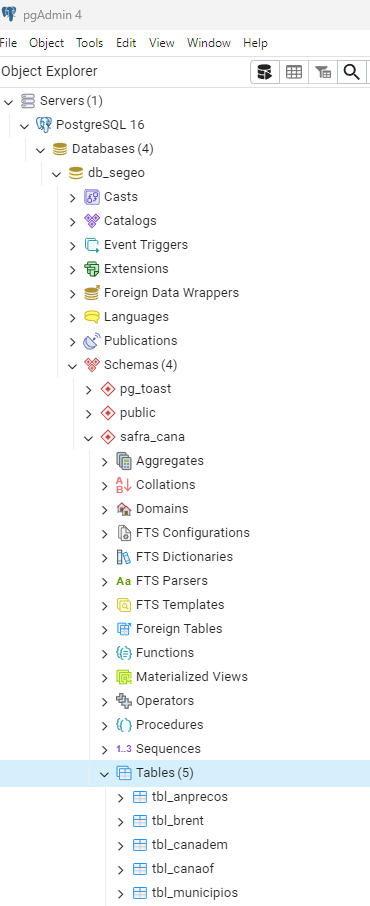 pgAdmin 4
File Object Tools Edit View Window Help
Object Explorer
Servers (1)
PostgreSQL 16
Databases (4)
db_segeo
Casts
Catalogs
Event Triggers
Extensions
Foreign Data Wrappers
Languages
Publications
Schemas (4)
pg_toast
public
safra_cana
Aggregates
Collations
Domains
FTS Configurations
FTS Dictionaries
Aa FTS Parsers
FTS Templates
Foreign Tables
Functions
Materialized Views
Operators
Procedures
1..3 Sequences
Tables (5)
tbl_anprecos
tbl_brent
tbl_canadem
tbl_canaof
tbl_municipios